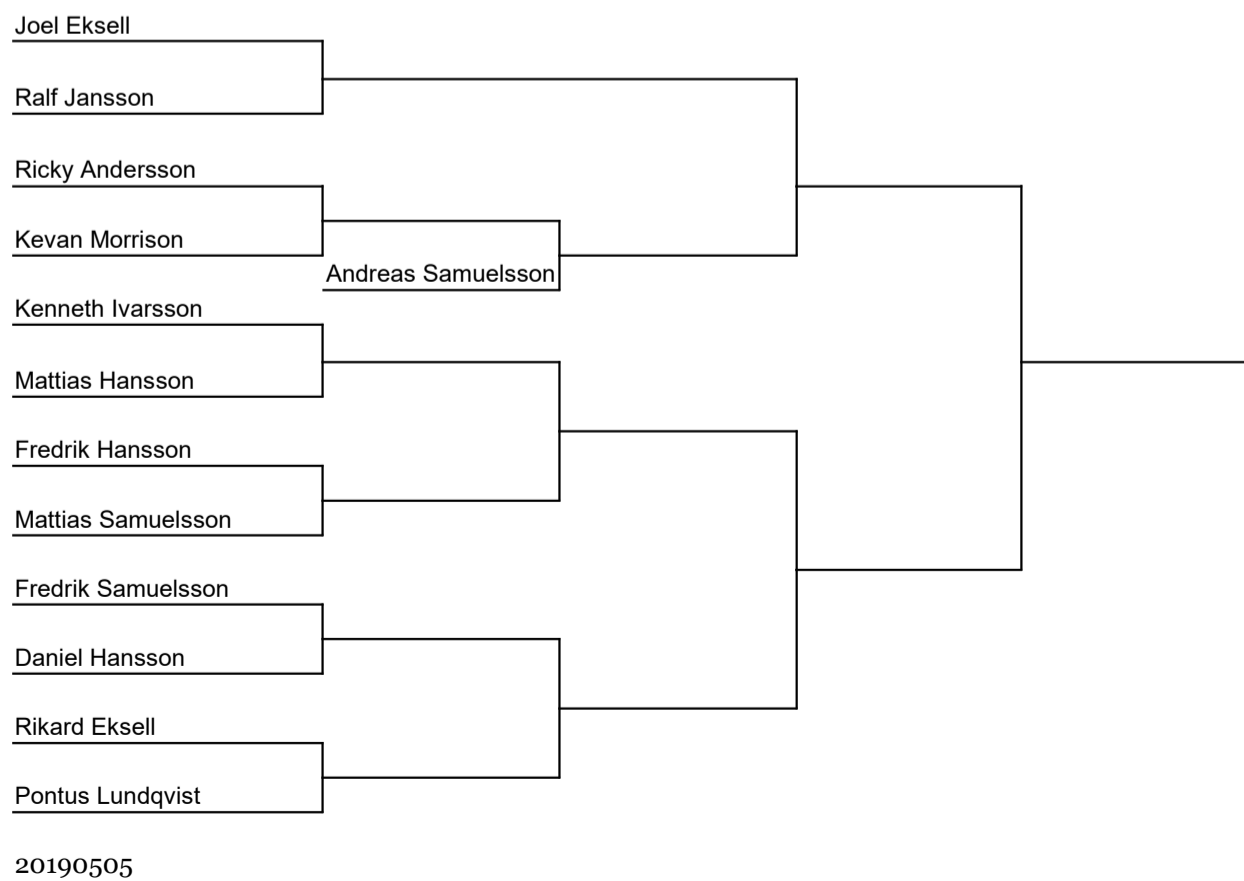 Joel Eksell
Ralf Jansson
Ricky Andersson
Kevan Morrison
Andreas Samuelsson
Kenneth Ivarsson
Mattias Hansson
Fredrik Hansson
Mattias Samuelsson
Fredrik Samuelsson
Daniel Hansson
Rikard Eksell
Pontus Lundqvist
20190505